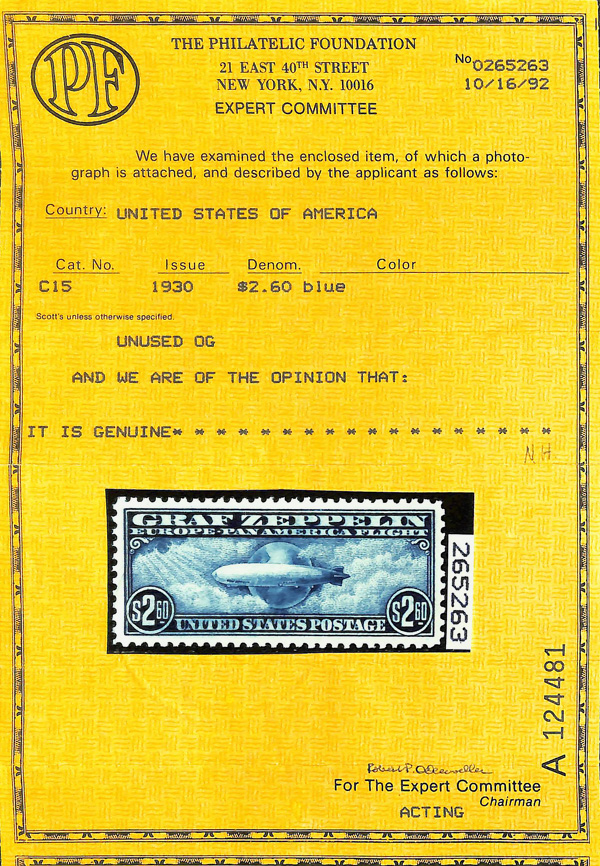 PF
THE PHILATELIC FOUNDATION
21 EAST 40TH STREET
NEW YORK, N.Y. 10016
EXPERT COMMITTEE
No 0265263
10/16/92
We have examined the enclosed item, of which a photo-
graph is attached, and described by the applicant as follows:
Country: UNITED STATES OF AMERICA
Cat. No. Issue Denom. Color
C15 1930 $2.60 blue
Scott's unless otherwise specified.
UNUSED OG
AND WE ARE OF THE OPINION THAT:
IT IS GENUINE* * * * * * * * * * * * * * * * * *
NH
GRAF ZEPPELIN
EUROPE-PAN AMERICA FLIGHT
$2.60 $2.60
UNITED STATES POSTAGE
265263
A 124481
For The Expert Committee
Chairman
ACTING